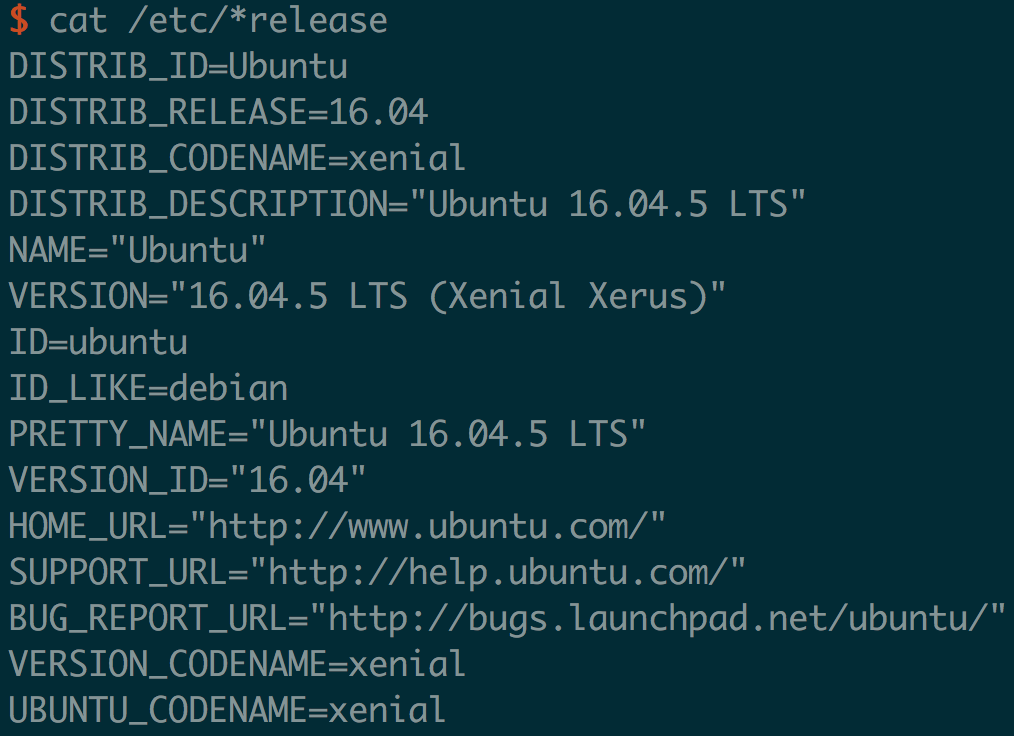 $ cat /etc/*release
DISTRIB_ID=Ubuntu
DISTRIB_RELEASE=16.04
DISTRIB_CODENAME=xenial
DISTRIB_DESCRIPTION="Ubuntu 16.04.5 LTS"
NAME="Ubuntu"
VERSION="16.04.5 LTS (Xenial Xerus)"
ID=ubuntu
ID_LIKE=debian
PRETTY_NAME="Ubuntu 16.04.5 LTS"
VERSION_ID="16.04"
HOME_URL="http://www.ubuntu.com/"
SUPPORT_URL="http://help.ubuntu.com/"
BUG_REPORT_URL="http://bugs.launchpad.net/ubuntu/"
VERSION_CODENAME=xenial
UBUNTU_CODENAME=xenial